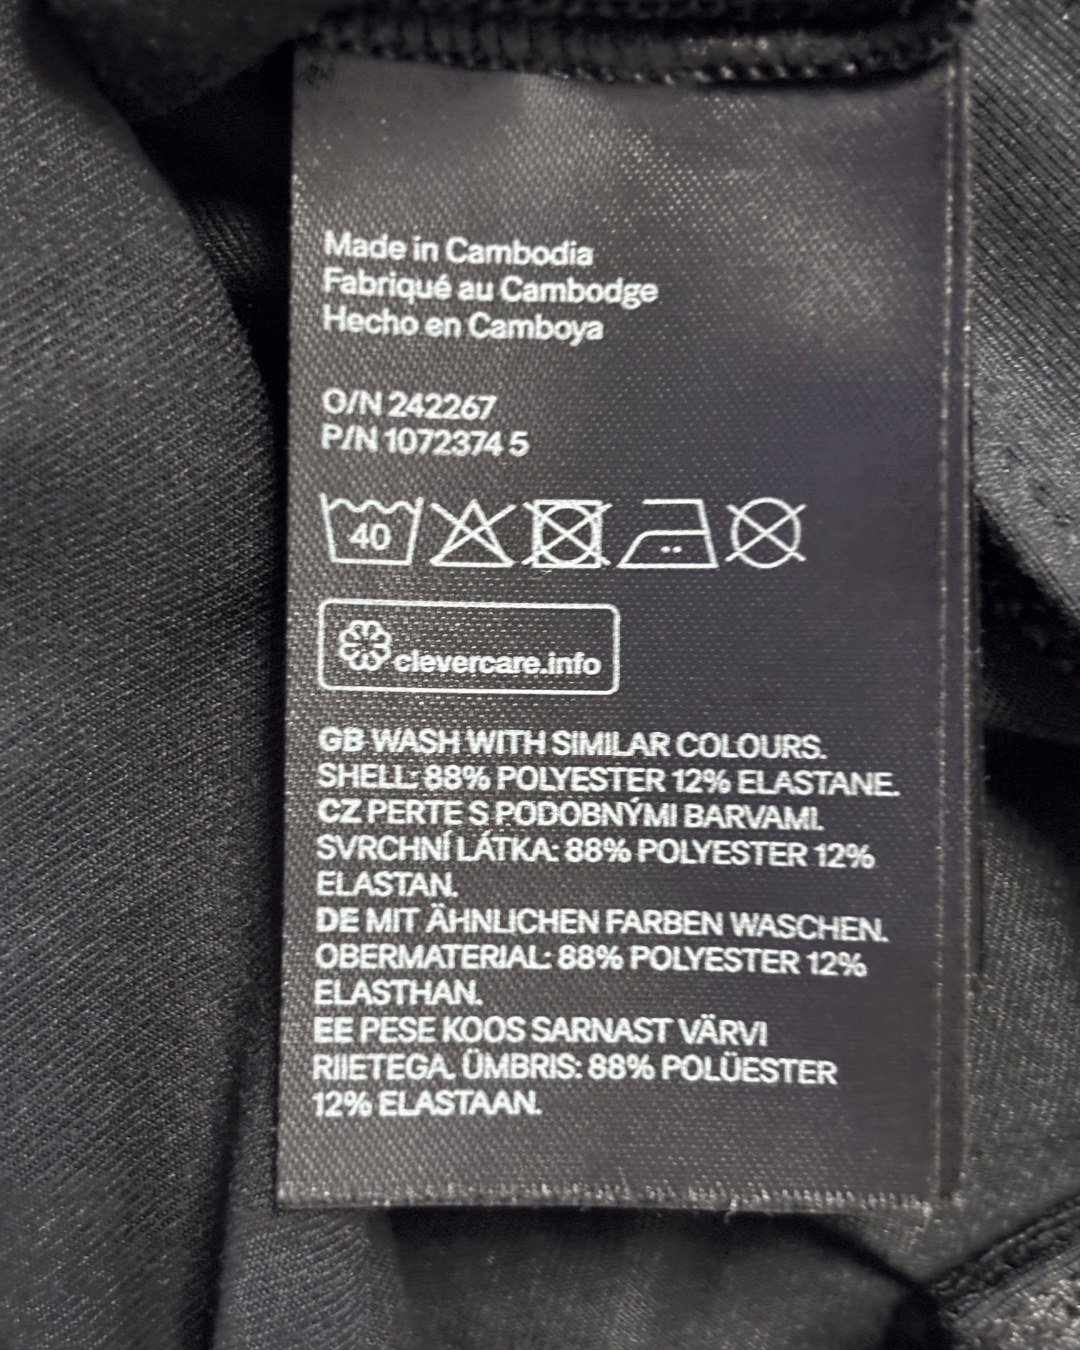 Made in Cambodia
Fabriqué au Cambodge
Hecho en Camboya
O/N 242267
P/N 1072374 5
40
clevercare.info
GB WASH WITH SIMILAR COLOURS.
SHELL: 88% POLYESTER 12% ELASTANE.
CZ PERTE S PODOBNÝMI BARVAMI.
SVRCHNÍ LÁTKA: 88% POLYESTER 12%
ELASTAN.
DE MIT ÄHNLICHEN FARBEN WASCHEN.
OBERMATERIAL: 88% POLYESTER 12%
ELASTHAN.
EE PESE KOOS SARNAST VÄRVI
RIIETEGA. ÜMBRIS: 88% POLÜESTER
12% ELASTAAN.